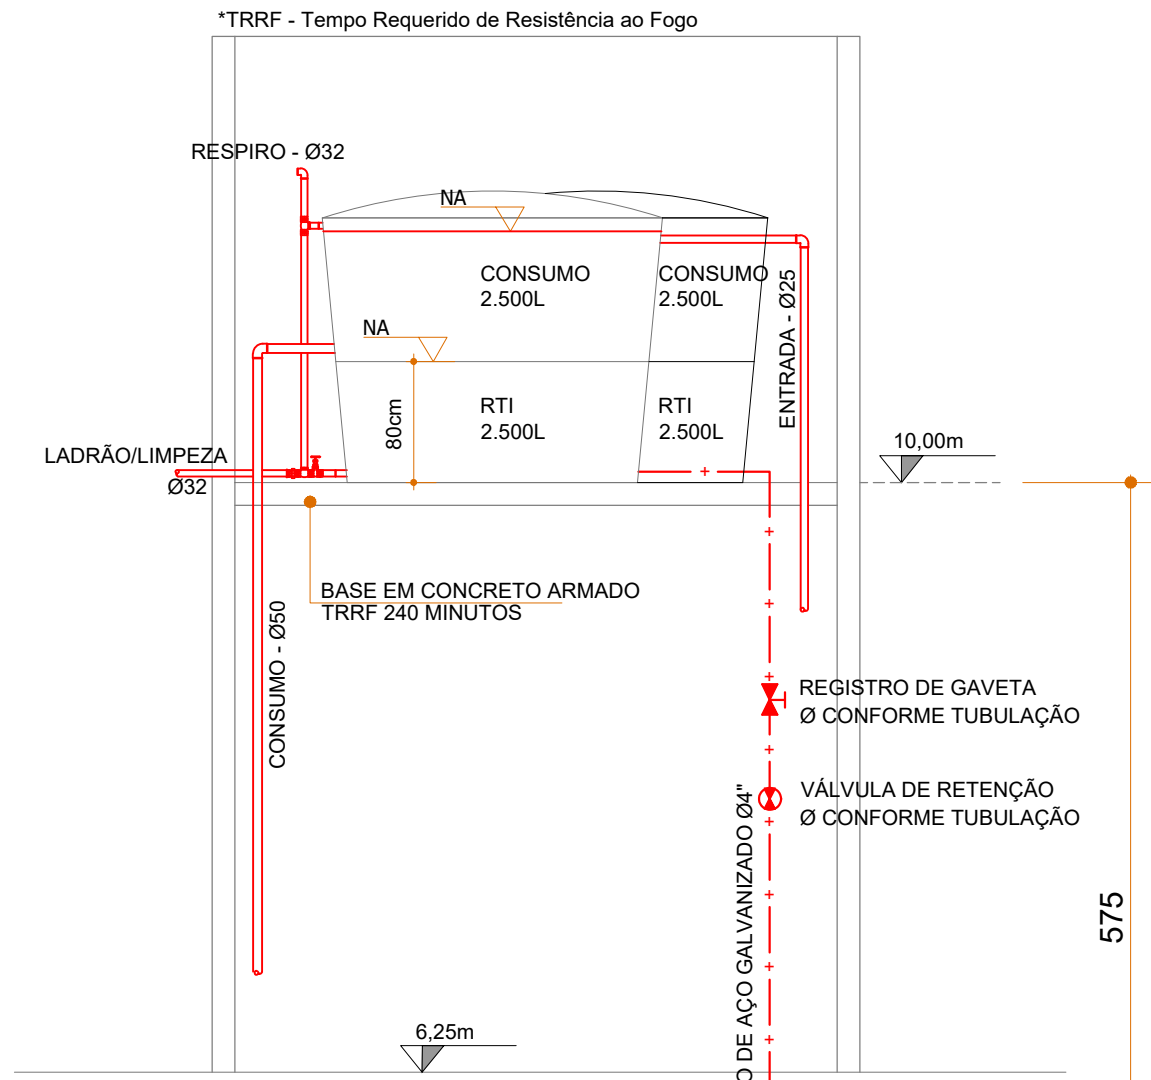 *TRRF - Tempo Requerido de Resistência ao Fogo
RESPIRO - Ø32
NA
CONSUMO
2.500L
CONSUMO
2.500L
ENTRADA - Ø25
NA
80cm
RTI
2.500L
RTI
2.500L
LADRÃO/LIMPEZA
Ø32
10,00m
BASE EM CONCRETO ARMADO
TRRF 240 MINUTOS
CONSUMO - Ø50
REGISTRO DE GAVETA
Ø CONFORME TUBULAÇÃO
VÁLVULA DE RETENÇÃO
Ø CONFORME TUBULAÇÃO
O DE AÇO GALVANIZADO Ø4"
575
6,25m